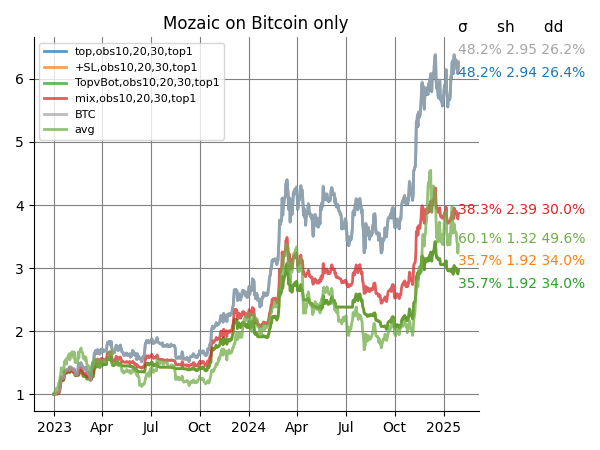 Mozaic on Bitcoin only
σ sh dd
top,obs10,20,30,top1
+SL,obs10,20,30,top1
TopvBot,obs10,20,30,top1
mix,obs10,20,30,top1
BTC
avg
48.2% 2.95 26.2%
48.2% 2.94 26.4%
38.3% 2.39 30.0%
60.1% 1.32 49.6%
35.7% 1.92 34.0%
35.7% 1.92 34.0%
6
5
4
3
2
1
2023 Apr Jul Oct 2024 Apr Jul Oct 2025